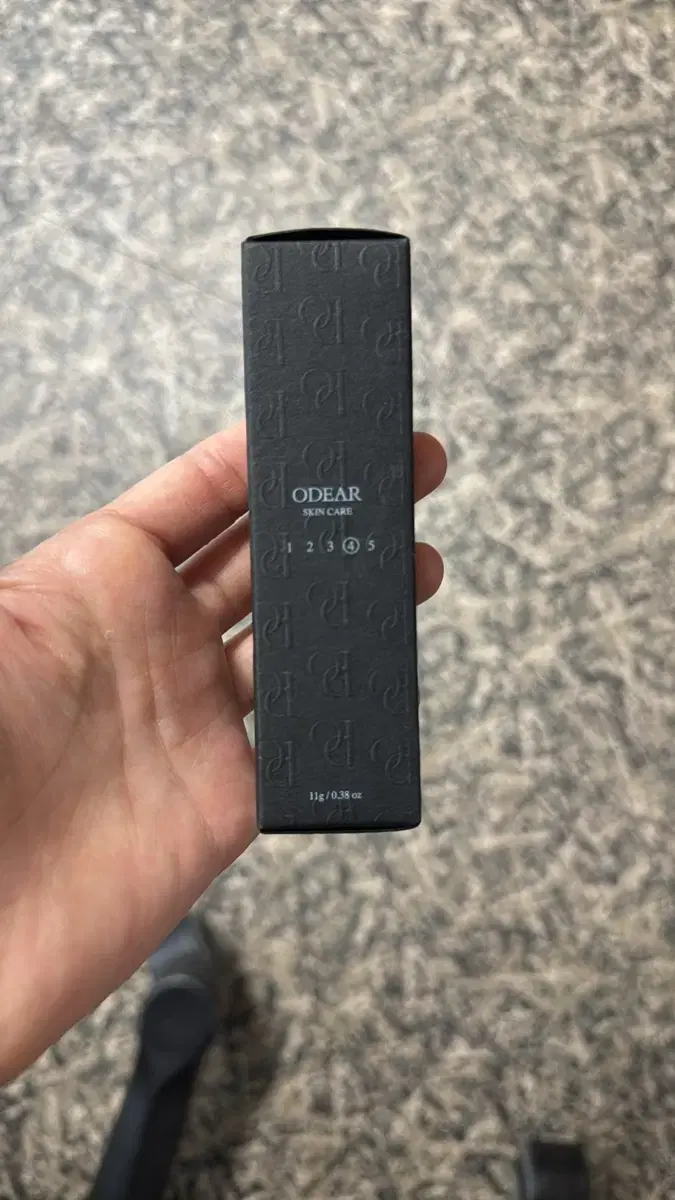 ODEAR
SKIN CARE
1 2 3 ④ 5
11g / 0.38 oz